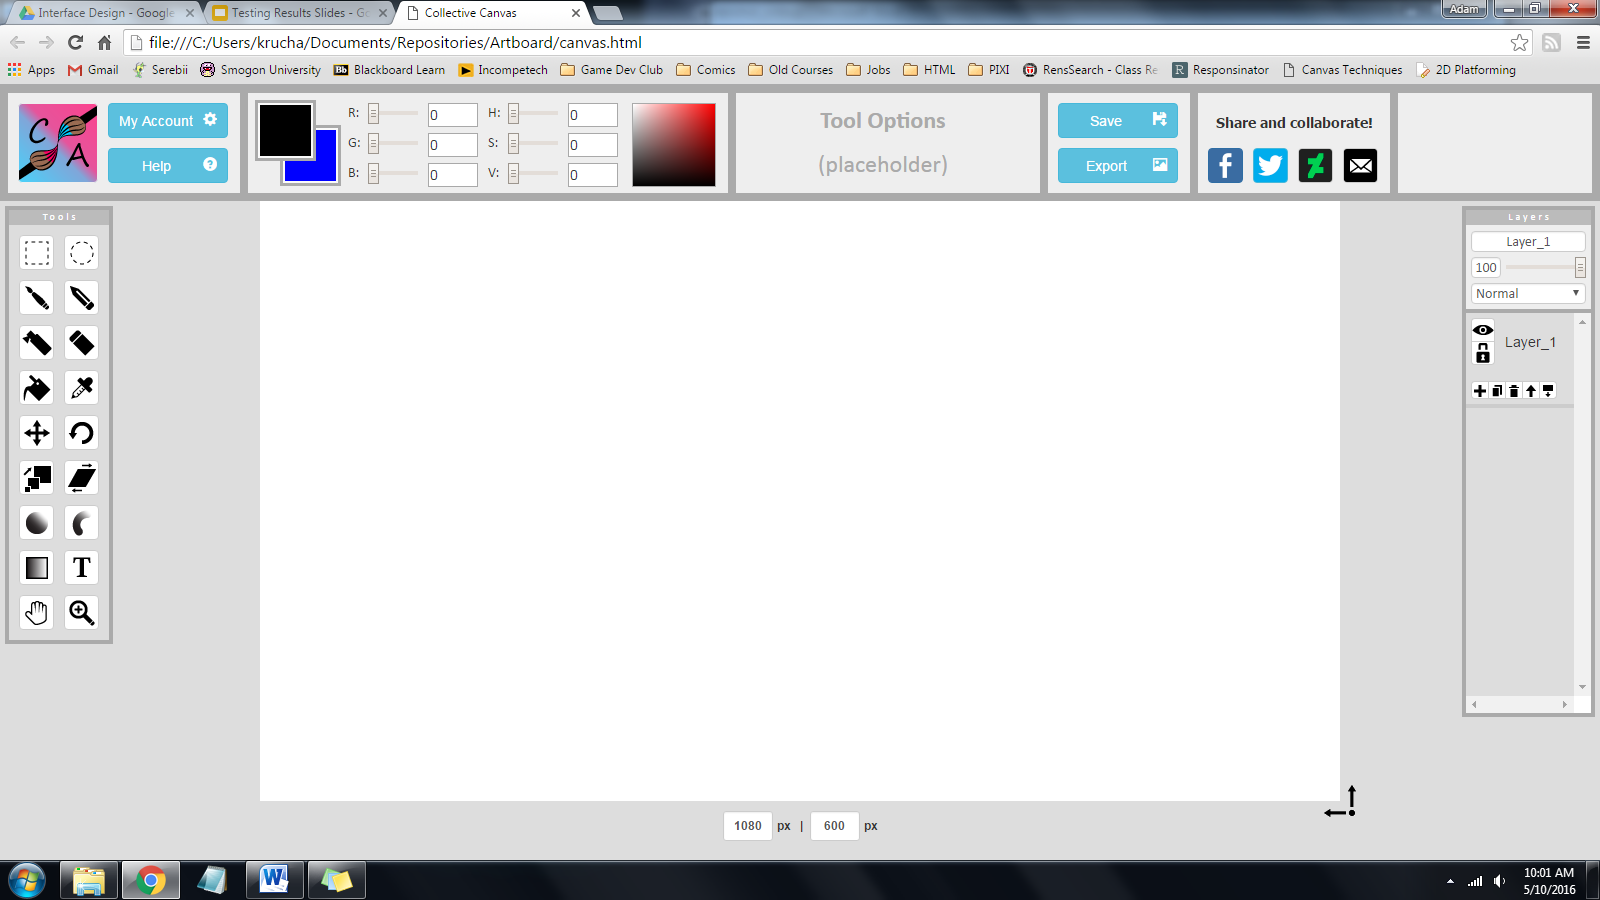 Interface Design - Google
Testing Results Slides - Go
Collective Canvas
Adam
file:///C:/Users/krucha/Documents/Repositories/Artboard/canvas.html
Apps
Gmail
Serebii
Smogon University
Bb Blackboard Learn
Incompetech
Game Dev Club
Comics
Old Courses
Jobs
HTML
PIXI
RensSearch - Class Re
R Responsinator
Canvas Techniques
2D Platforming
C A
My Account
Help
?
R: 0 H: 0
G: 0 S: 0
B: 0 V: 0
Tool Options
(placeholder)
Save
Export
Share and collaborate!
f
Tools
T
Layers
Layer_1
100
Normal
Layer_1
1080 px | 600 px
W
10:01 AM
5/10/2016